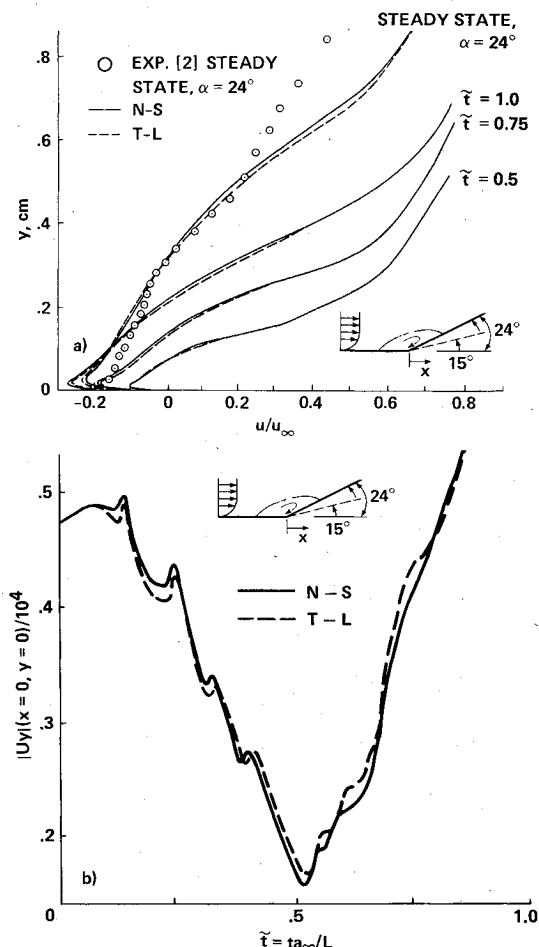 STEADY STATE,
α = 24°
EXP. [2] STEADY
STATE, α = 24°
N–S
T–L
t̃ = 1.0
t̃ = 0.75
t̃ = 0.5
.8
.6
.4
.2
0
y, cm
a)
24°
15°
x
-0.2
0
0.2
0.4
0.6
0.8
u/u∞
24°
15°
x
N – S
T – L
.5
.4
.3
.2
0
|Uy|(x = 0, y = 0)/10⁴
b)
.5
1.0
t̃ = ta∞/L